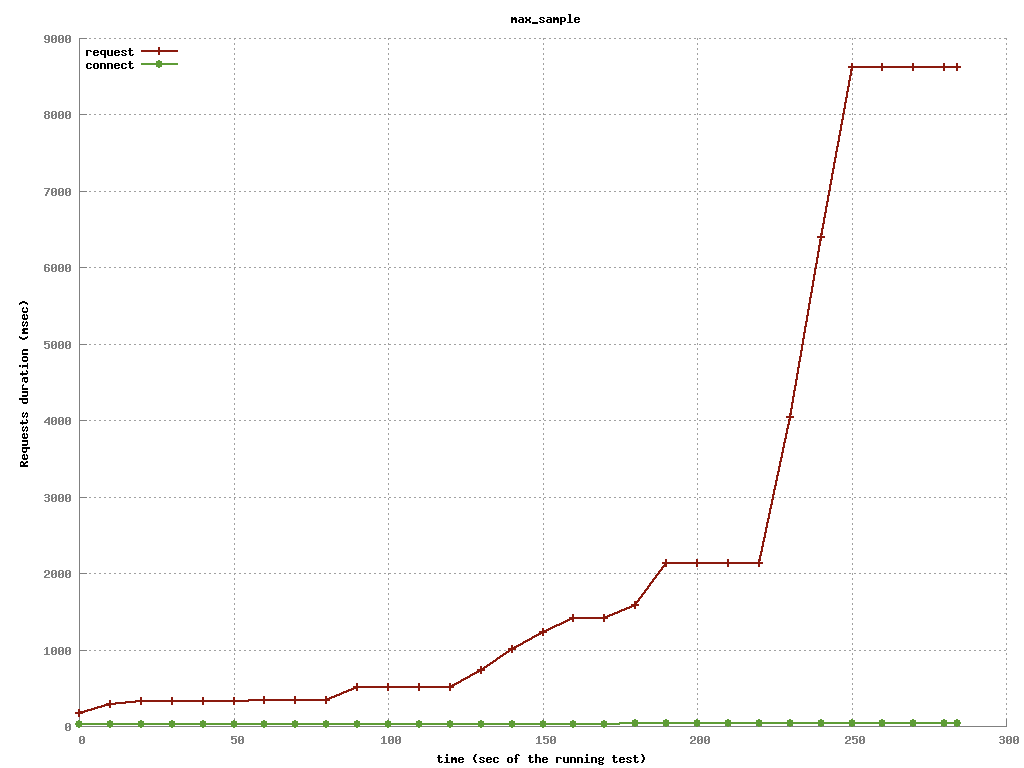 max_sample
9000
request
connect
8000
7000
6000
5000
4000
3000
2000
1000
0
Requests duration (msec)
0 50 100 150 200 250 300
time (sec of the running test)